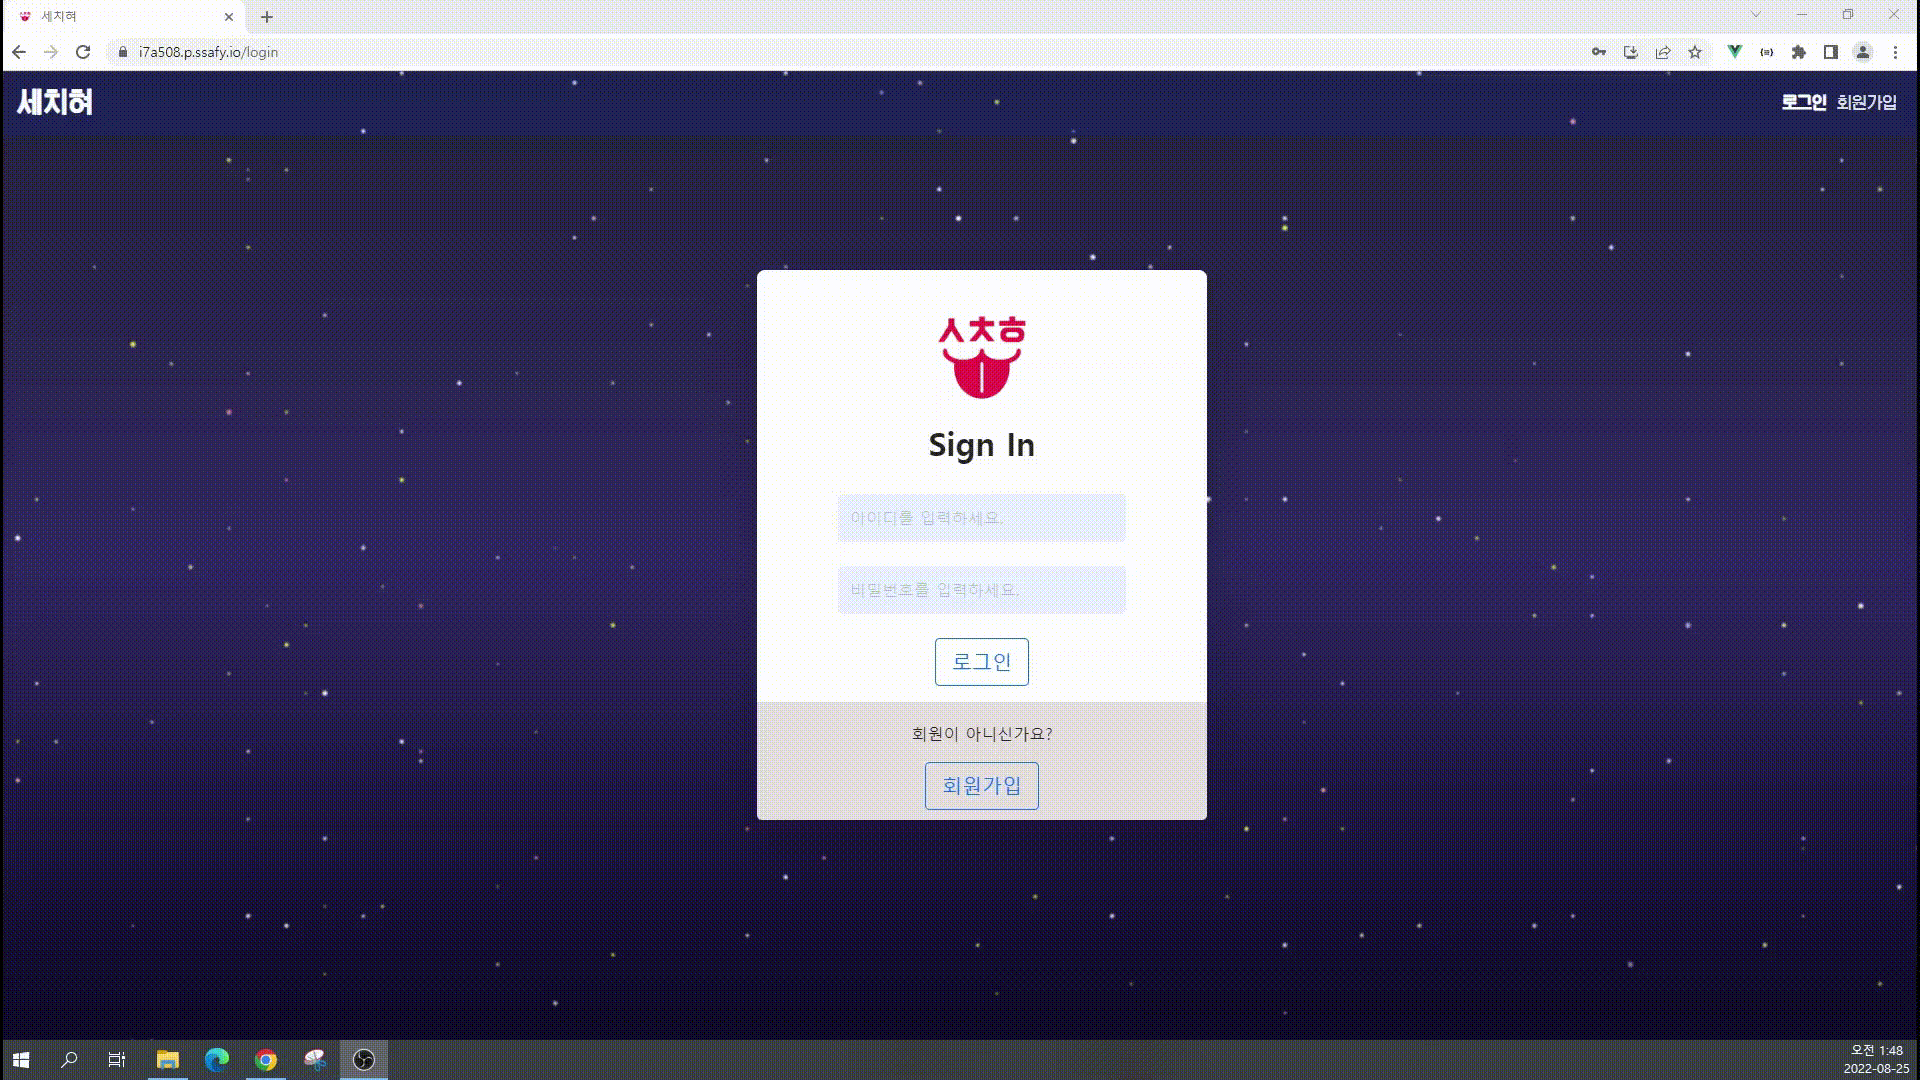 세치혀
i7a508.p.ssafy.io/login
세치혀
로그인 회원가입
ㅅㅊㅎ
Sign In
아이디를 입력하세요.
비밀번호를 입력하세요.
로그인
회원이 아니신가요?
회원가입
오전 1:48
2022-08-25